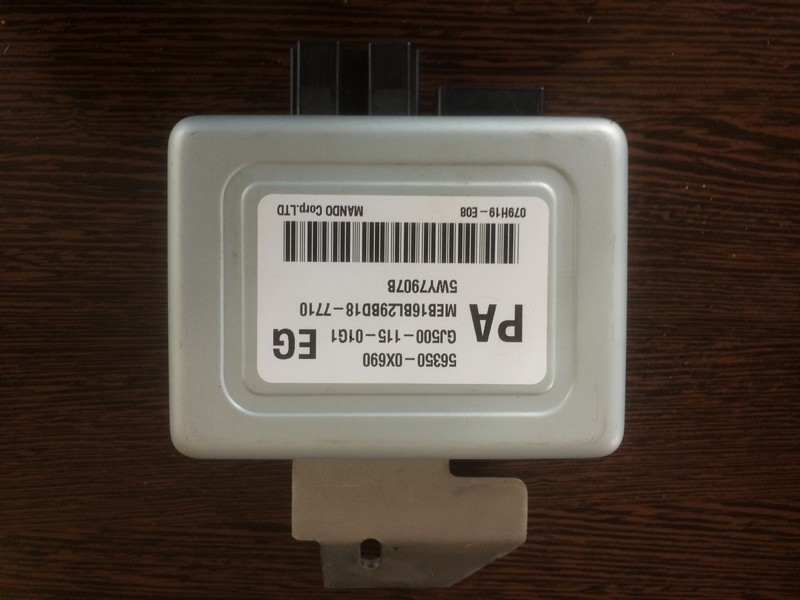 56350-0X690
PA GJ500-115-01G1 EG
MEB16BL29BD18-7710
5WY7907B
079H19-E08 MANDO Corp.LTD